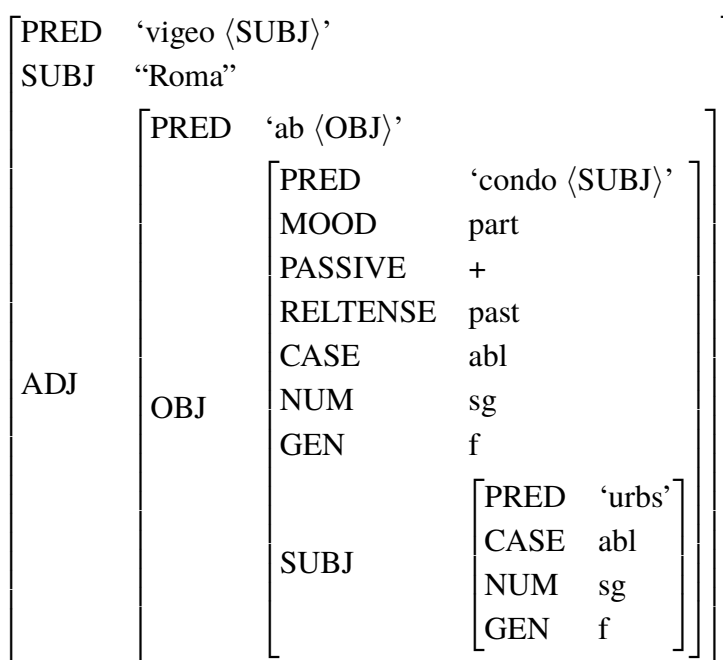 PRED ‘vigeo ⟨SUBJ⟩’
SUBJ “Roma”
PRED ‘ab ⟨OBJ⟩’
PRED ‘condo ⟨SUBJ⟩’
MOOD part
PASSIVE +
RELTENSE past
CASE abl
ADJ
OBJ
NUM sg
GEN f
PRED ‘urbs’
CASE abl
SUBJ
NUM sg
GEN f